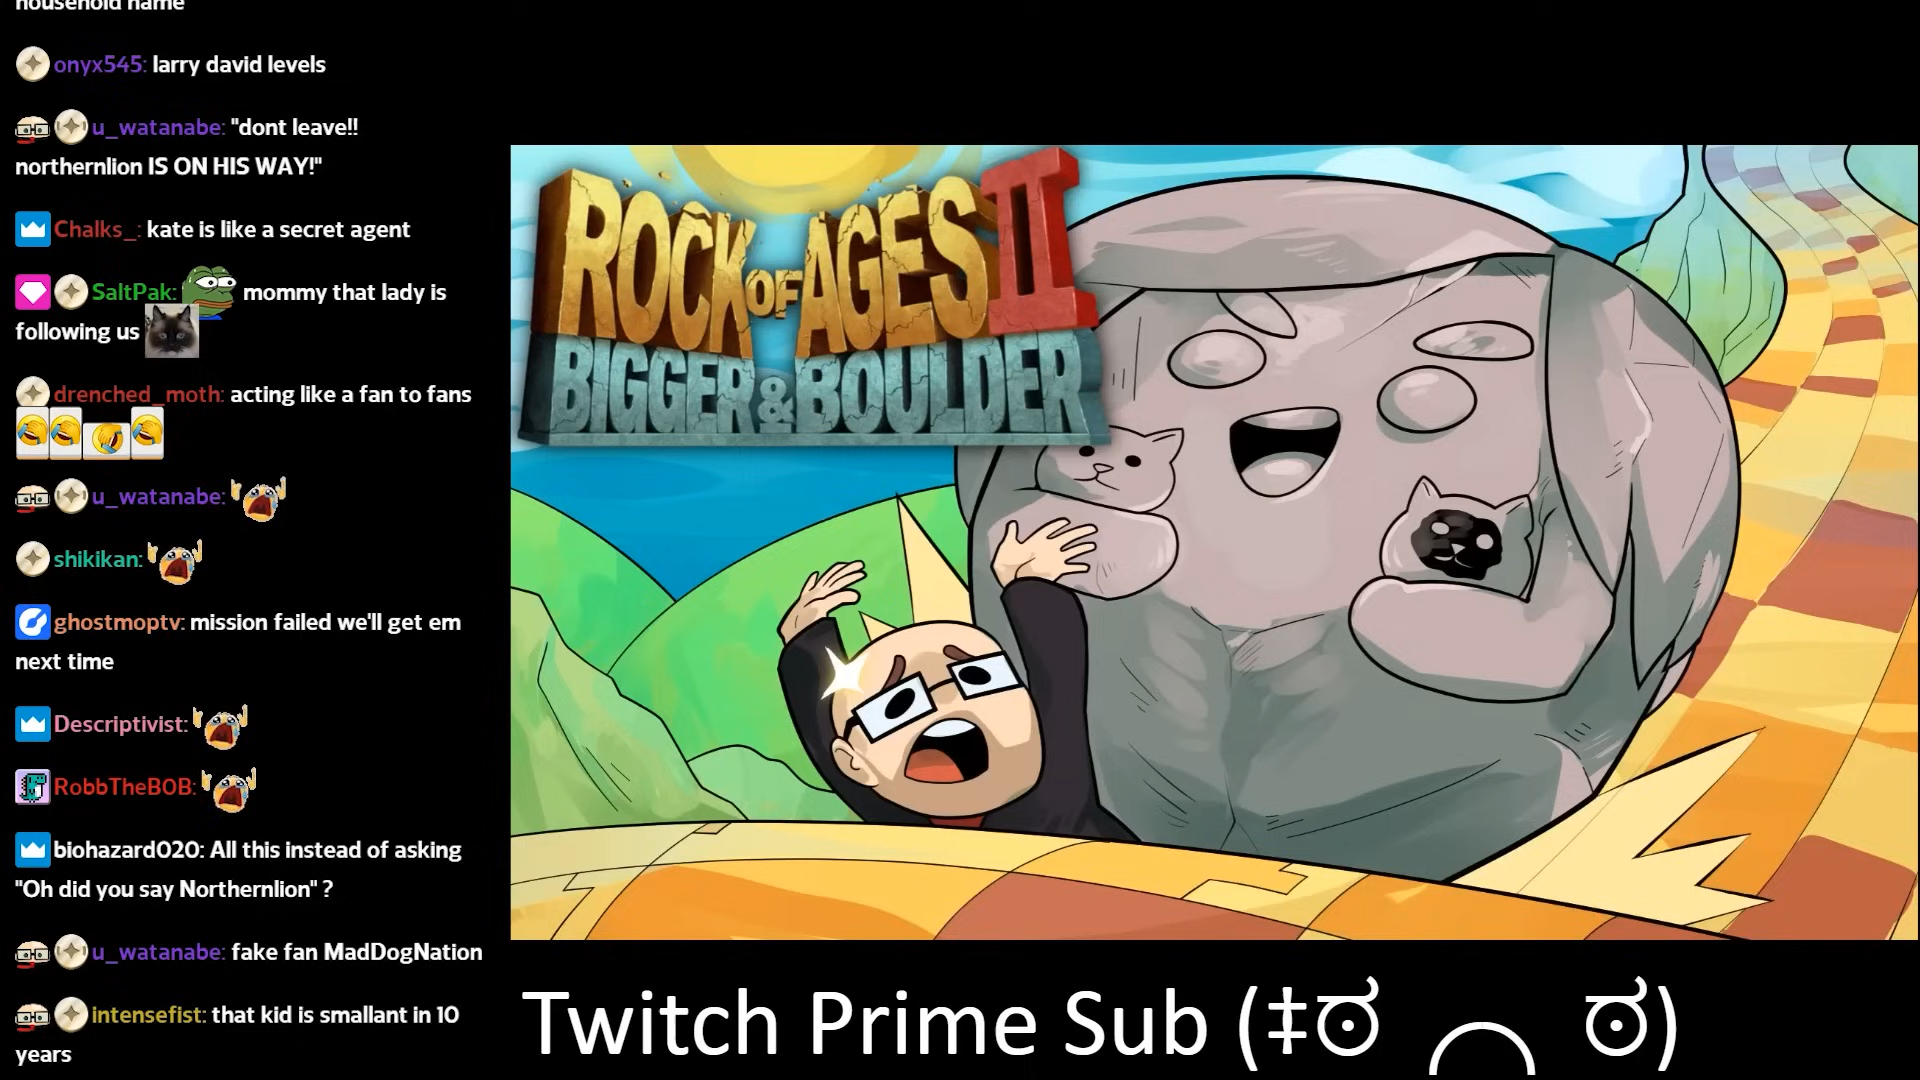 household name
onyx545: larry david levels
u_watanabe: "dont leave!!
northernlion IS ON HIS WAY!"
Chalks_: kate is like a secret agent
SaltPak: mommy that lady is
following us
drenched_moth: acting like a fan to fans
u_watanabe:
shikikan:
ghostmoptv: mission failed we'll get em
next time
Descriptivist:
RobbTheBOB:
biohazard020: All this instead of asking
"Oh did you say Northernlion" ?
u_watanabe: fake fan MadDogNation
intensefist: that kid is smallant in 10
years
ROCK OF AGES II
BIGGER & BOULDER
Twitch Prime Sub (‡ಠ ╭╮ ಠ)